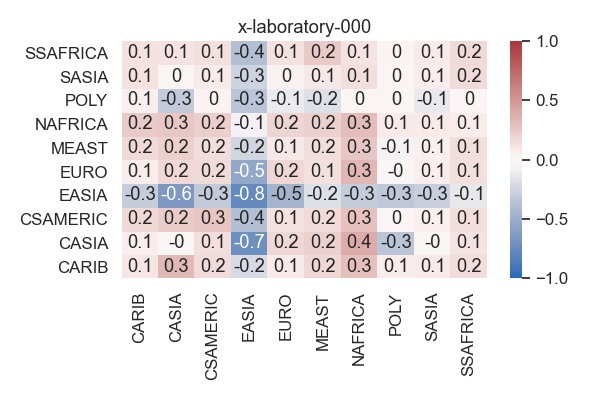 x-laboratory-000
SSAFRICA 0.1 0.1 0.1 -0.4 0.1 0.2 0.1 0 0.1 0.2
SASIA 0.1 0 0.1 -0.3 0 0.1 0.1 0 0.1 0.2
POLY 0.1 -0.3 0 -0.3 -0.1 -0.2 0 0 -0.1 0
NAFRICA 0.2 0.3 0.2 -0.1 0.2 0.2 0.3 0.1 0.1 0.1
MEAST 0.2 0.2 0.2 -0.2 0.1 0.2 0.3 -0.1 0.1 0.1
EURO 0.1 0.2 0.2 -0.5 0.2 0.1 0.3 -0 0.1 0.1
EASIA -0.3 -0.6 -0.3 -0.8 -0.5 -0.2 -0.3 -0.3 -0.3 -0.1
CSAMERIC 0.2 0.2 0.3 -0.4 0.1 0.2 0.3 0 0.1 0.1
CASIA 0.1 -0 0.1 -0.7 0.2 0.2 0.4 -0.3 -0 0.1
CARIB 0.1 0.3 0.2 -0.2 0.1 0.2 0.3 0.1 0.1 0.2
CARIB CASIA CSAMERIC EASIA EURO MEAST NAFRICA POLY SASIA SSAFRICA
1.0
0.5
0.0
−0.5
−1.0